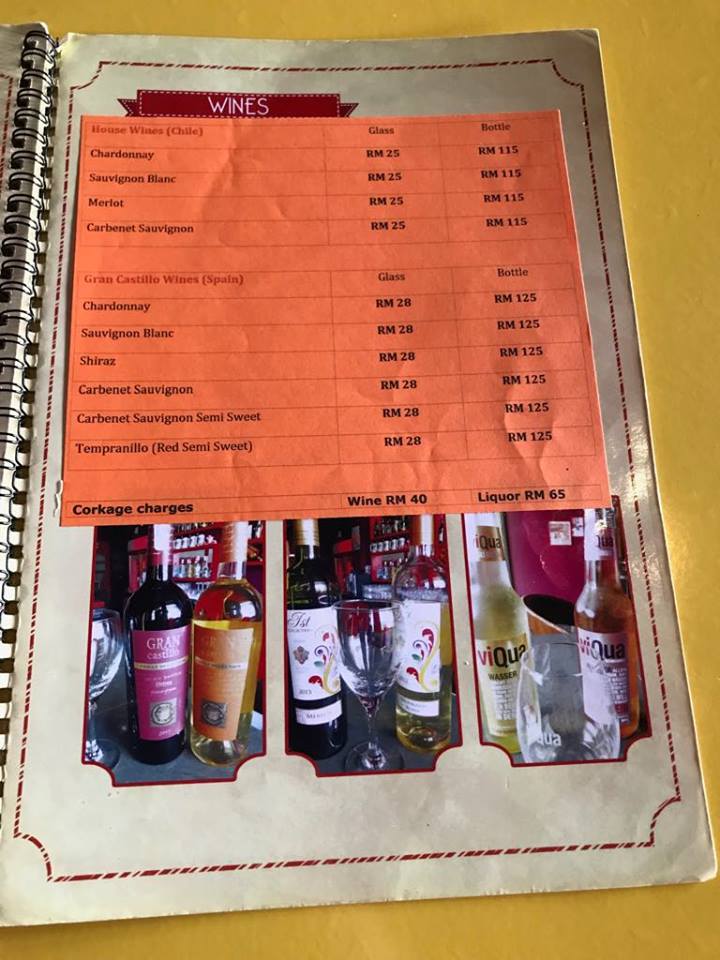 WINES
House Wines (Chile) Glass Bottle
Chardonnay RM 25 RM 115
Sauvignon Blanc RM 25 RM 115
Merlot RM 25 RM 115
Carbenet Sauvignon RM 25 RM 115
Gran Castillo Wines (Spain) Glass Bottle
Chardonnay RM 28 RM 125
Sauvignon Blanc RM 28 RM 125
Shiraz RM 28 RM 125
Carbenet Sauvignon RM 28 RM 125
Carbenet Sauvignon Semi Sweet RM 28 RM 125
Tempranillo (Red Semi Sweet) RM 28 RM 125
Corkage charges Wine RM 40 Liquor RM 65
GRAN
castillo
GRAN
1st
2013
viQua
viQua
WASSER
viQua